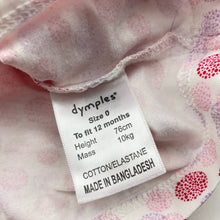 dymples®
Size 0
To fit 12 months
Height 76cm
Mass 10kg
COTTON/ELASTANE
MADE IN BANGLADESH